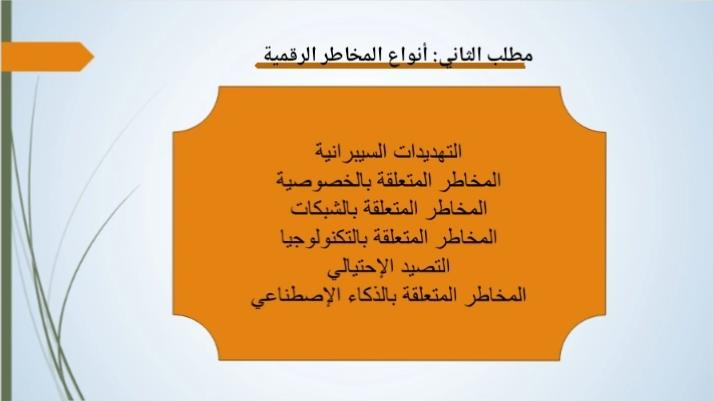 مطلب الثاني: أنواع المخاطر الرقمية
التهديدات السيبرانية
المخاطر المتعلقة بالخصوصية
المخاطر المتعلقة بالشبكات
المخاطر المتعلقة بالتكنولوجيا
التصيد الإحتيالي
المخاطر المتعلقة بالذكاء الإصطناعي